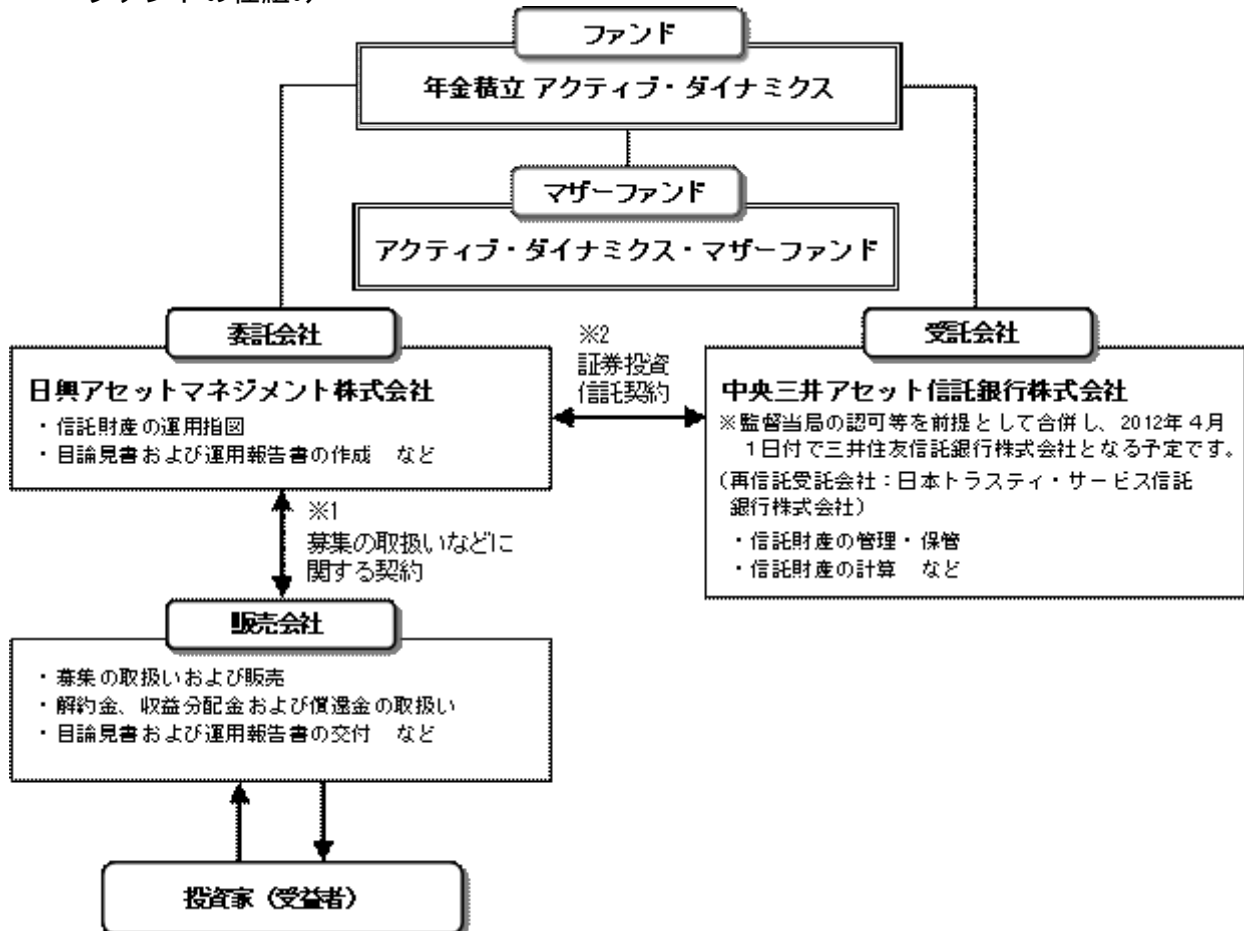 ファンドの仕組み
ファンド
年金積立 アクティブ・ダイナミクス
マザーファンド
アクティブ・ダイナミクス・マザーファンド
委託会社
日興アセットマネジメント株式会社
・信託財産の運用指図
・目論見書および運用報告書の作成 など
※2
証券投資
信託契約
受託会社
中央三井アセット信託銀行株式会社
※監督当局の認可等を前提として合併し、2012年4月
1日付で三井住友信託銀行株式会社となる予定です。
(再信託受託会社:日本トラスティ・サービス信託
銀行株式会社)
・信託財産の管理・保管
・信託財産の計算 など
※1
募集の取扱いなどに
関する契約
販売会社
・募集の取扱いおよび販売
・解約金、収益分配金および償還金の取扱い
・目論見書および運用報告書の交付 など
投資家(受益者)